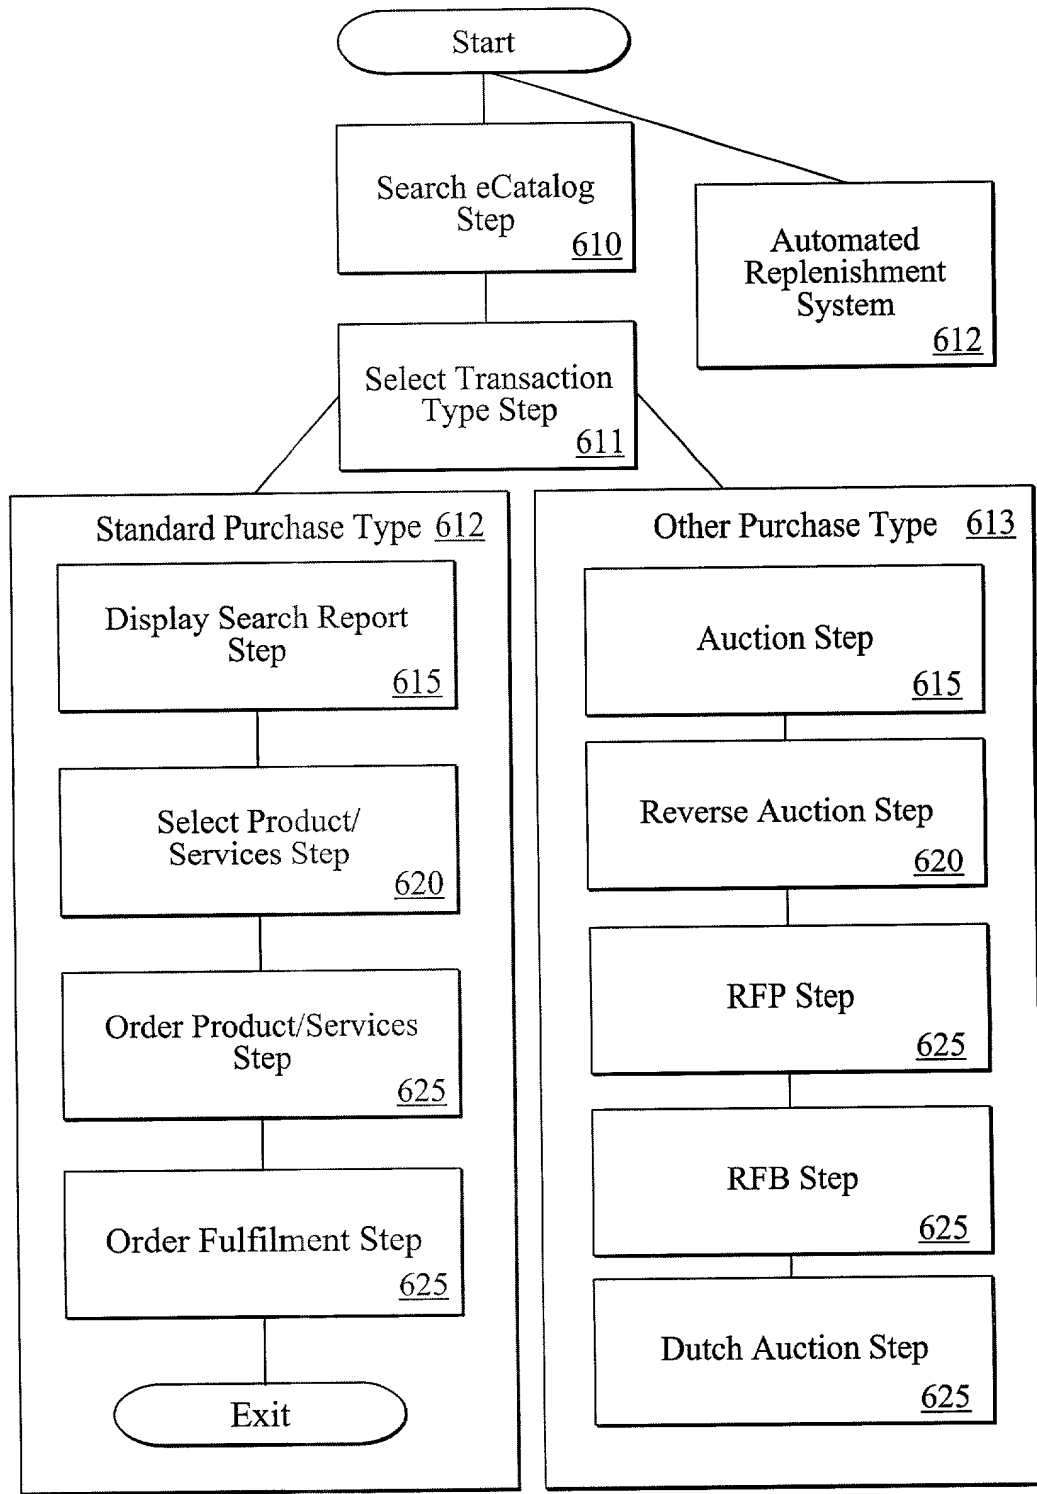 Start
Search eCatalog
Step
610
Automated
Replenishment
System
612
Select Transaction
Type Step
611
Standard Purchase Type 612
Display Search Report
Step
615
Select Product/
Services Step
620
Order Product/Services
Step
625
Order Fulfilment Step
625
Exit
Other Purchase Type 613
Auction Step
615
Reverse Auction Step
620
RFP Step
625
RFB Step
625
Dutch Auction Step
625